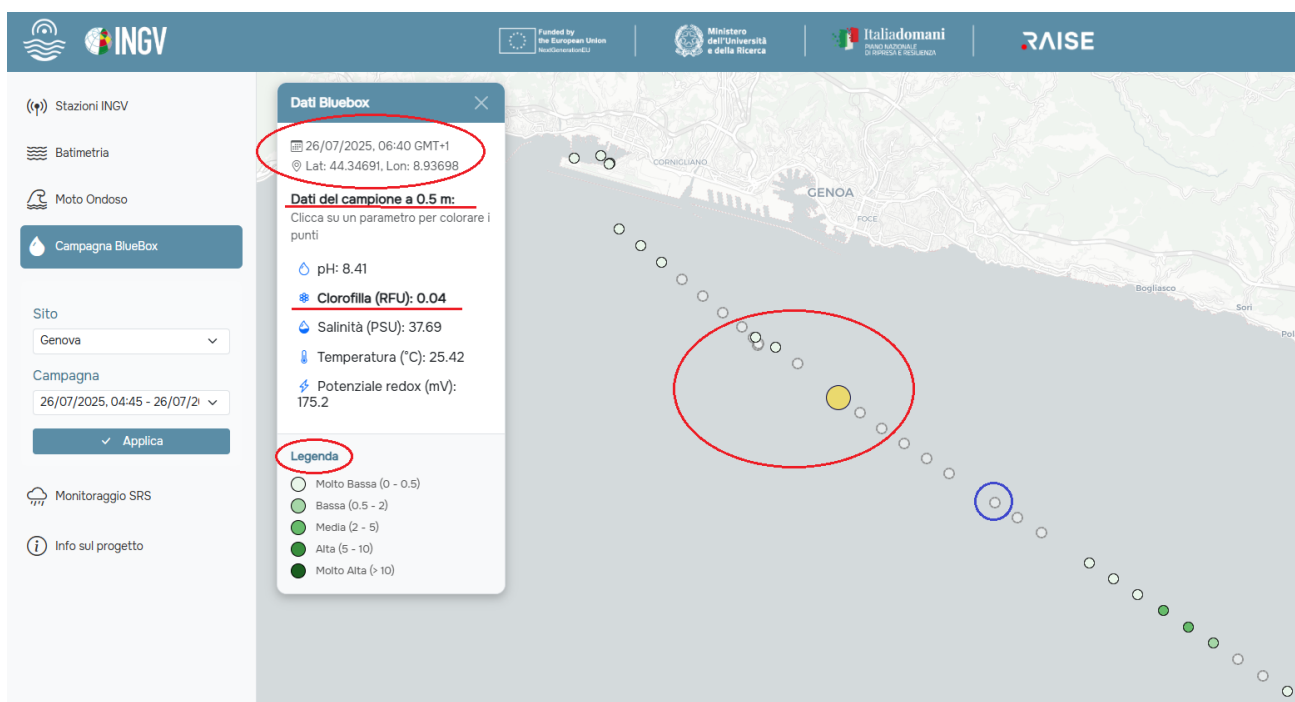 INGV
Funded by
the European Union
NextGenerationEU
Ministero
dell'Università
e della Ricerca
Italiadomani
PIANO NAZIONALE
DI RIPRESA E RESILIENZA
RAISE
Stazioni INGV
Batimetria
Moto Ondoso
Campagna BlueBox
Sito
Genova
Campagna
26/07/2025, 04:45 - 26/07/2
Applica
Monitoraggio SRS
Info sul progetto
Dati Bluebox
26/07/2025, 06:40 GMT+1
Lat: 44.34691, Lon: 8.93698
Dati del campione a 0.5 m:
Clicca su un parametro per colorare i
punti
pH: 8.41
Clorofilla (RFU): 0.04
Salinità (PSU): 37.69
Temperatura (°C): 25.42
Potenziale redox (mV):
175.2
Legenda
Molto Bassa (0 - 0.5)
Bassa (0.5 - 2)
Media (2 - 5)
Alta (5 - 10)
Molto Alta (> 10)
CORNIGLIANO
GENOA
FOCE
Bogliasco
Sori